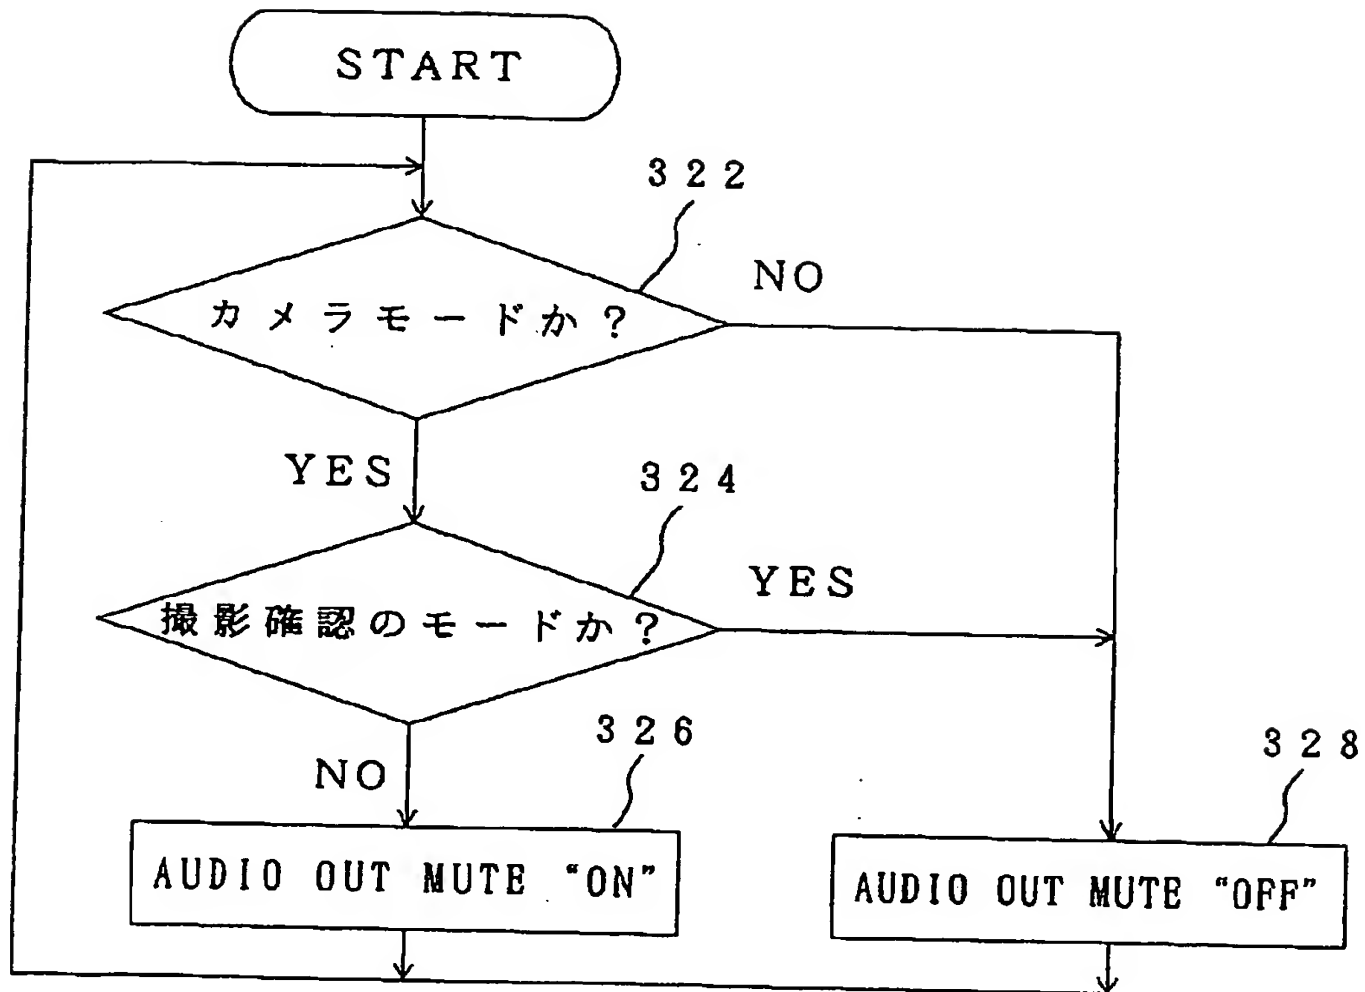 START
322
カメラモードか？
NO
YES
324
撮影確認のモードか？
YES
326
NO
328
AUDIO OUT MUTE “ON”
AUDIO OUT MUTE “OFF”